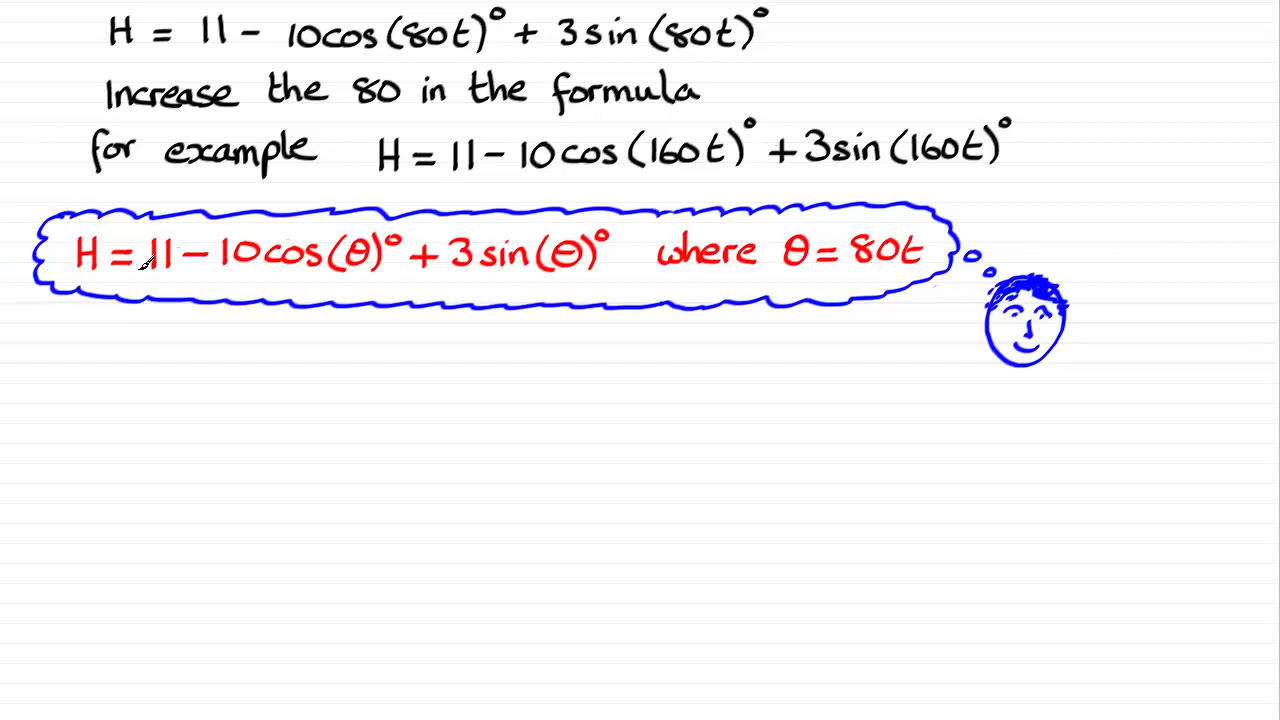 H = 11 - 10cos(80t)° + 3sin(80t)°
Increase the 80 in the formula
for example H = 11 - 10cos(160t)° + 3sin(160t)°
H = 11 - 10cos(θ)° + 3sin(θ)° where θ = 80t